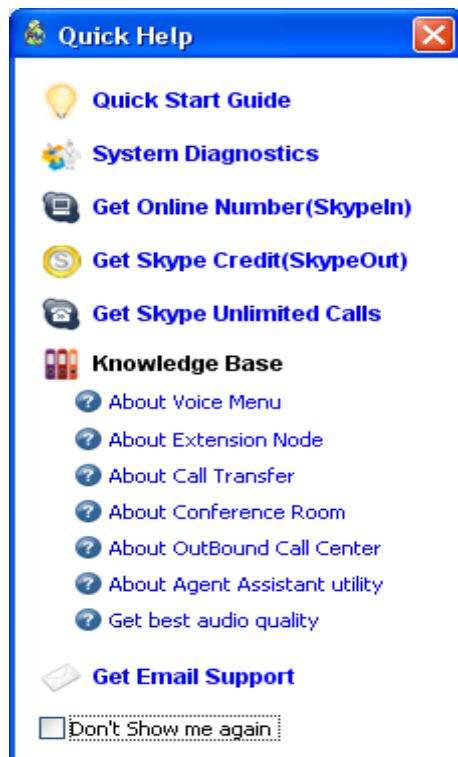 Quick Help
Quick Start Guide
System Diagnostics
Get Online Number(SkypeIn)
Get Skype Credit(SkypeOut)
Get Skype Unlimited Calls
Knowledge Base
About Voice Menu
About Extension Node
About Call Transfer
About Conference Room
About OutBound Call Center
About Agent Assistant utility
Get best audio quality
Get Email Support
Don't Show me again